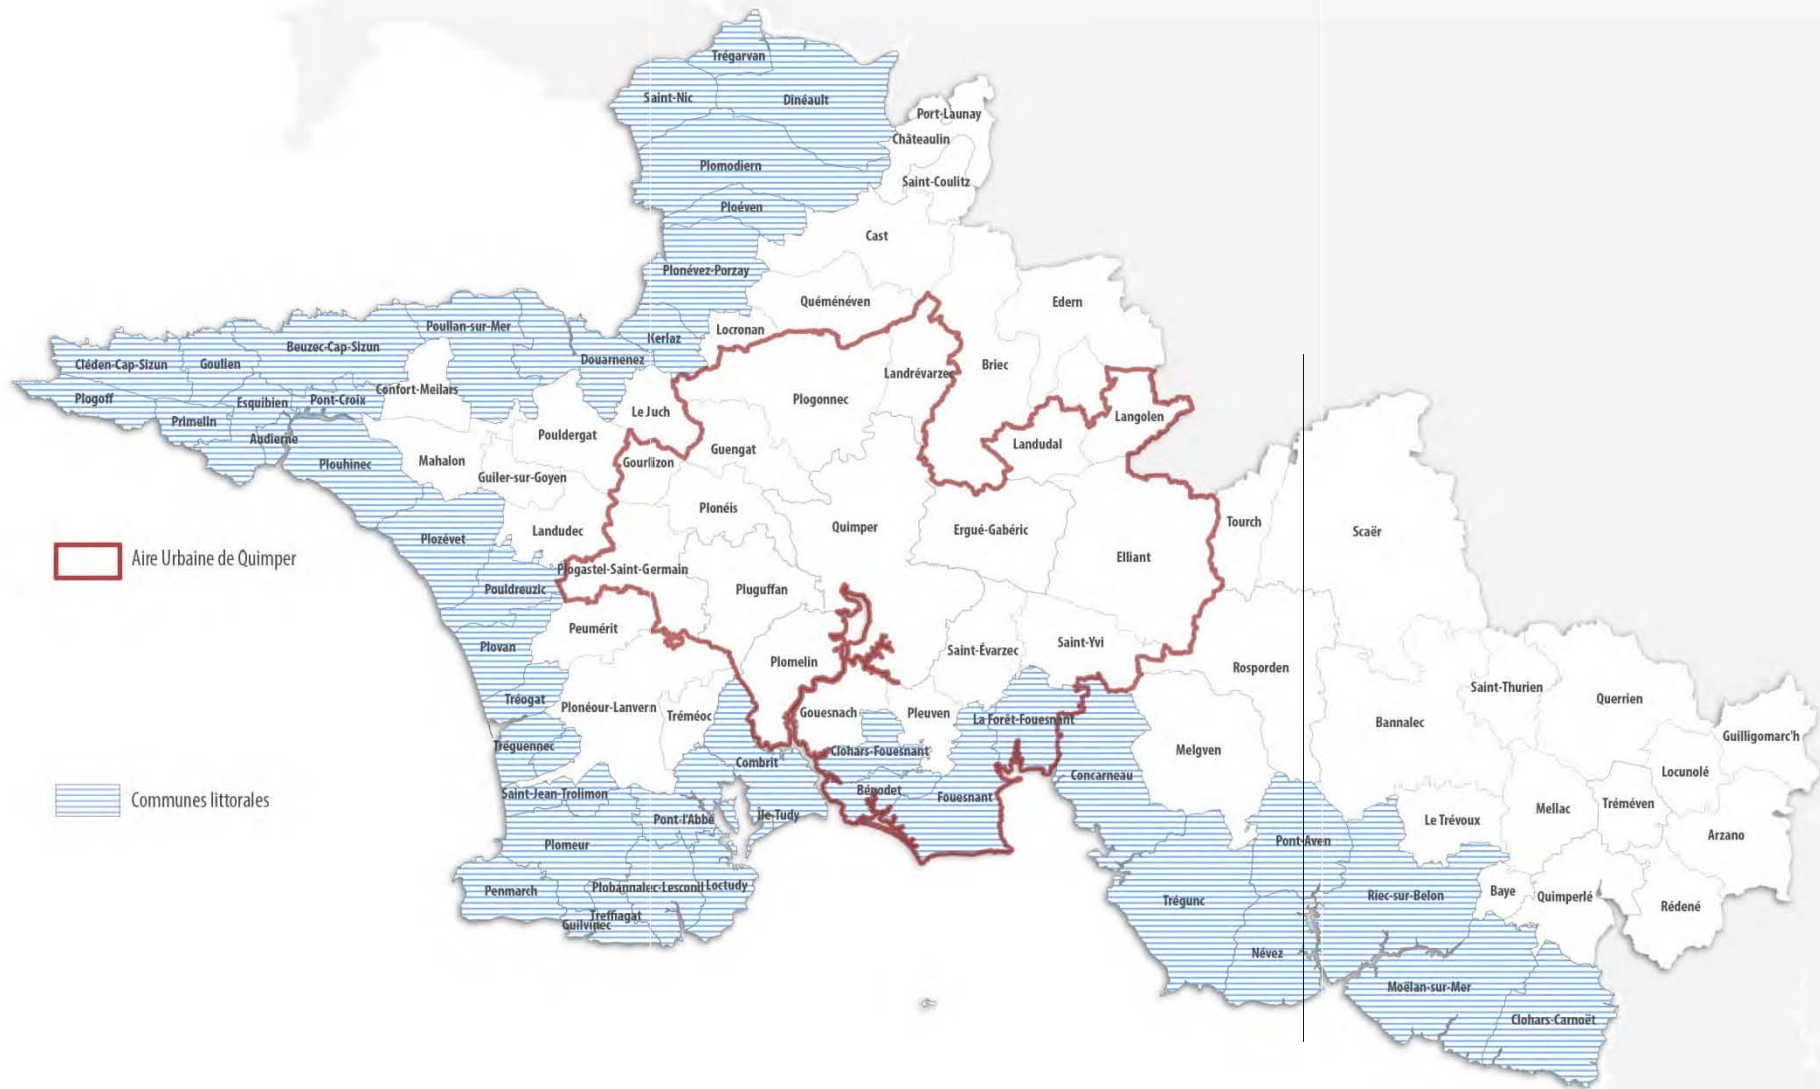 Trégarvan
Saint-Nic
Dinéault
Port-Launay
Châteaulin
Plomodiern
Saint-Coulitz
Ploéven
Cast
Plonévez-Porzay
Quéménéven
Edern
Poullan-sur-Mer
Locronan
Kerlaz
Beuzec-Cap-Sizun
Douarnenez
Cléden-Cap-Sizun
Goulien
Briec
Landrévarzec
Confort-Meilars
Plogoff
Esquibien
Pont-Croix
Plogonnec
Le Juch
Langolen
Primelin
Audierne
Pouldergat
Landudal
Guengat
Plouhinec
Mahalon
Gourlizon
Guiler-sur-Goyen
Plonéis
Tourch
Quimper
Ergué-Gabéric
Landudec
Scaër
Plozévet
Aire Urbaine de Quimper
Elliant
Plogastel-Saint-Germain
Pouldreuzic
Pluguffan
Peumérit
Saint-Yvi
Plovan
Saint-Évarzec
Plomelin
Rosporden
Saint-Thurien
Tréogat
Querrien
Plonéour-Lanvern
Tréméoc
Gouesnach
Pleuven
La Forêt-Fouesnant
Bannalec
Guilligomarc'h
Tréguennec
Clohars-Fouesnant
Melgven
Combrit
Concarneau
Locunolé
Saint-Jean-Trolimon
Bénodet
Fouesnant
Communes littorales
Tréméven
Mellac
Île-Tudy
Pont-l'Abbé
Le Trévoux
Arzano
Plomeur
Pont-Aven
Penmarch
Plobannalec-Lesconil
Loctudy
Baye
Riec-sur-Belon
Quimperlé
Trégunc
Rédené
Treffiagat
Guilvinec
Névez
Moëlan-sur-Mer
Clohars-Carnoët